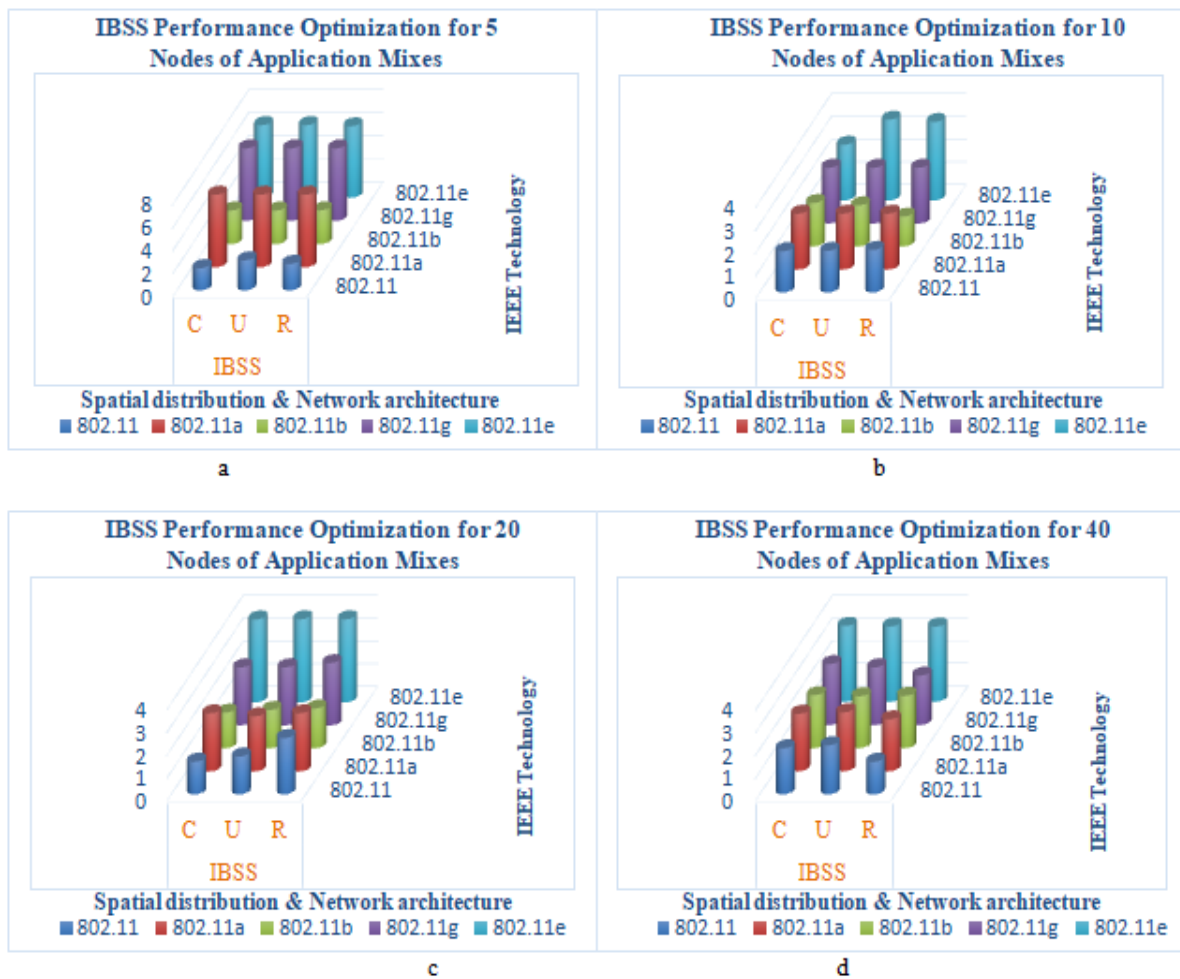 IBSS Performance Optimization for 5
Nodes of Application Mixes
8
6
4
2
0
802.11e
802.11g
802.11b
802.11a
802.11
IEEE Technology
C U R
IBSS
Spatial distribution & Network architecture
802.11 802.11a 802.11b 802.11g 802.11e
a
IBSS Performance Optimization for 10
Nodes of Application Mixes
4
3
2
1
0
802.11e
802.11g
802.11b
802.11a
802.11
IEEE Technology
C U R
IBSS
Spatial distribution & Network architecture
802.11 802.11a 802.11b 802.11g 802.11e
b
IBSS Performance Optimization for 20
Nodes of Application Mixes
4
3
2
1
0
802.11e
802.11g
802.11b
802.11a
802.11
IEEE Technology
C U R
IBSS
Spatial distribution & Network architecture
802.11 802.11a 802.11b 802.11g 802.11e
c
IBSS Performance Optimization for 40
Nodes of Application Mixes
4
3
2
1
0
802.11e
802.11g
802.11b
802.11a
802.11
IEEE Technology
C U R
IBSS
Spatial distribution & Network architecture
802.11 802.11a 802.11b 802.11g 802.11e
d